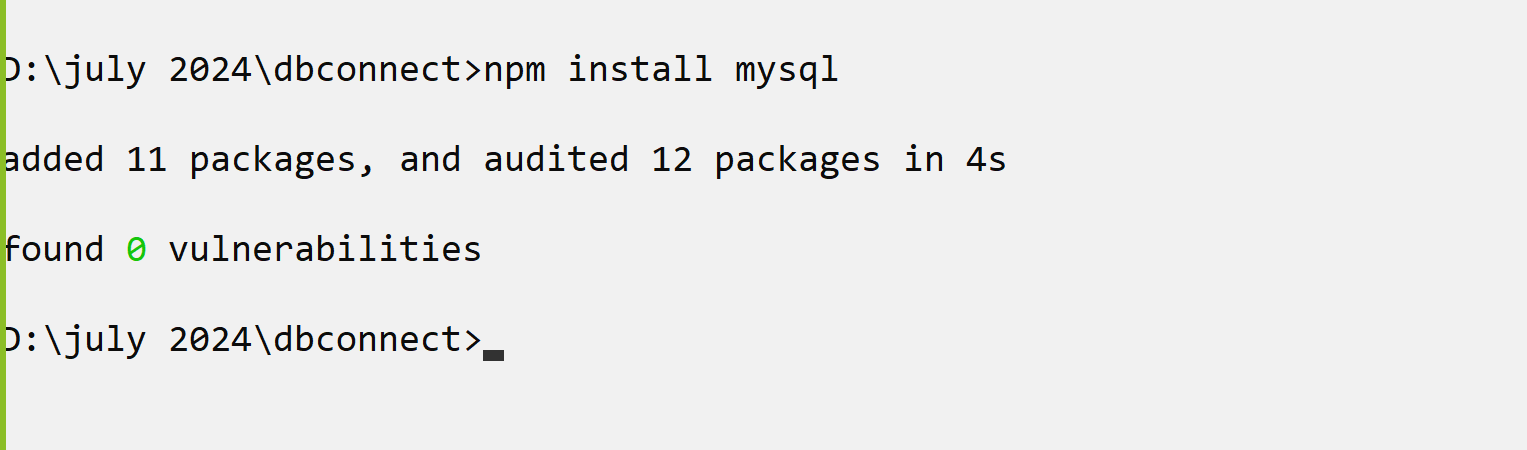 D:\july 2024\dbconnect>npm install mysql
added 11 packages, and audited 12 packages in 4s
found 0 vulnerabilities
D:\july 2024\dbconnect>